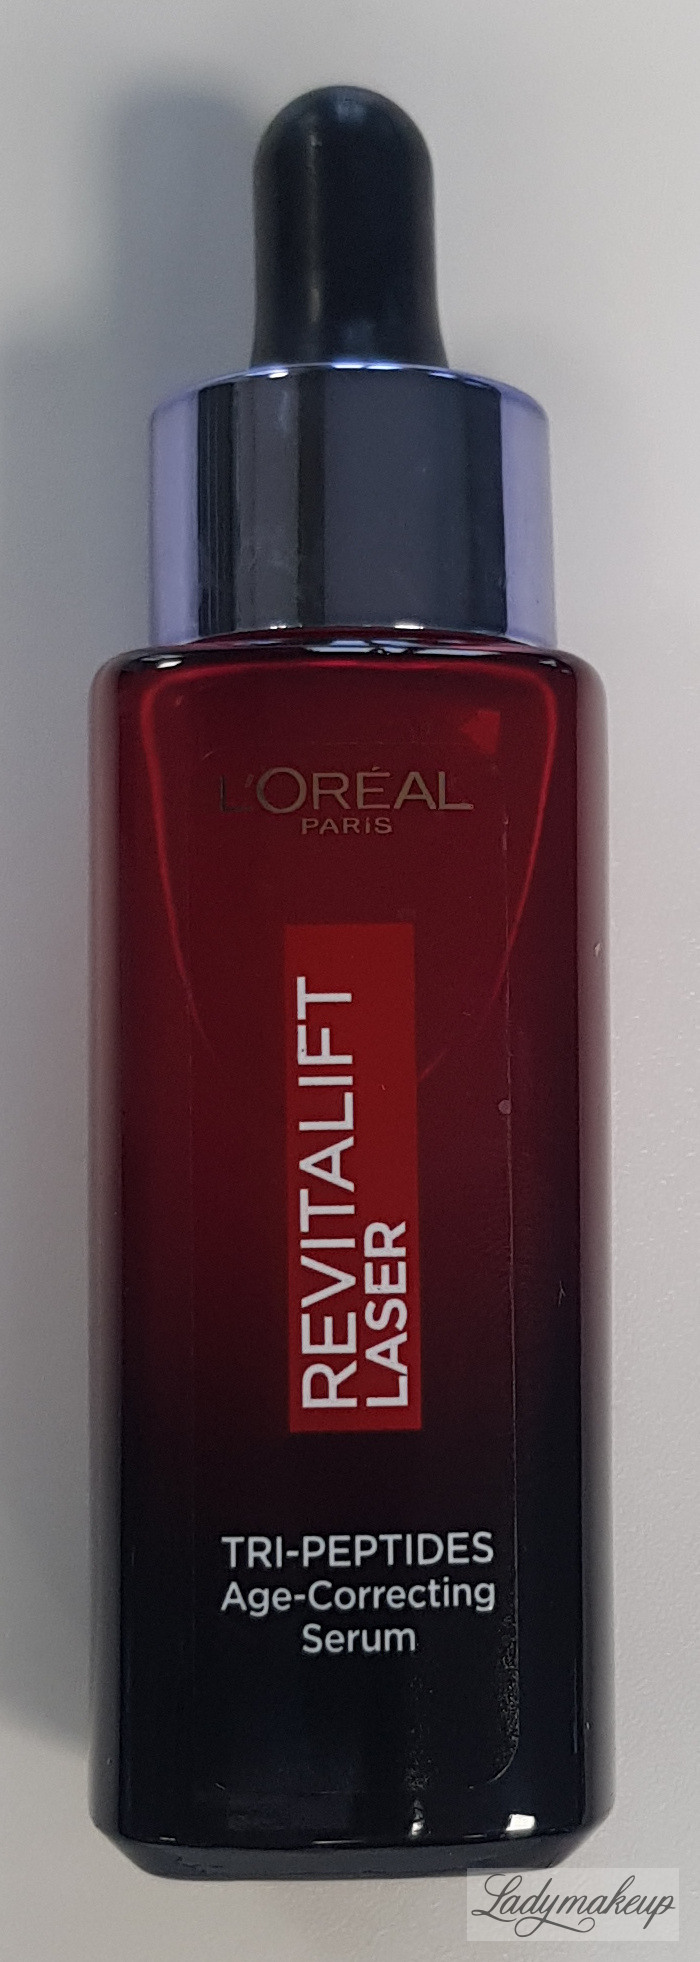 L'ORÉAL
PARIS
REVITALIFT
LASER
TRI-PEPTIDES
Age-Correcting
Serum
Ladymakeup